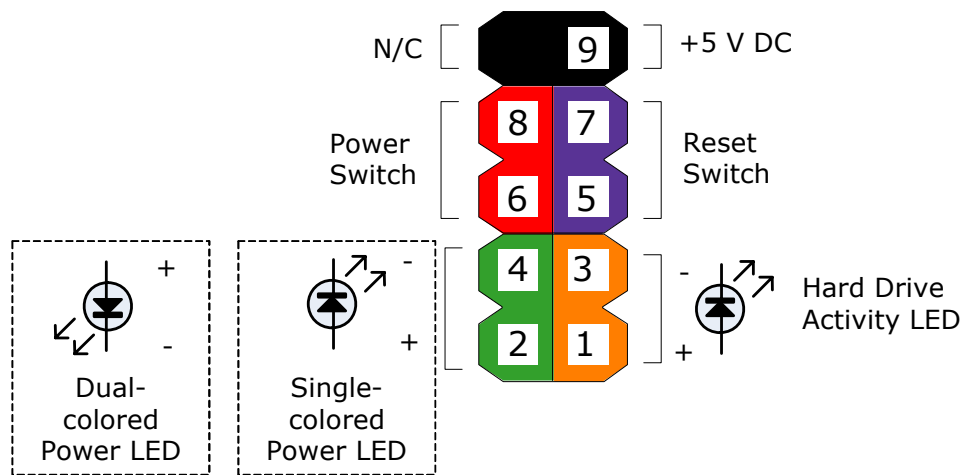 N/C
9
+5 V DC
Power
Switch
8
7
6
5
Reset
Switch
+
-
Dual-
colored
Power LED
-
+
Single-
colored
Power LED
4
3
2
1
-
+
Hard Drive
Activity LED